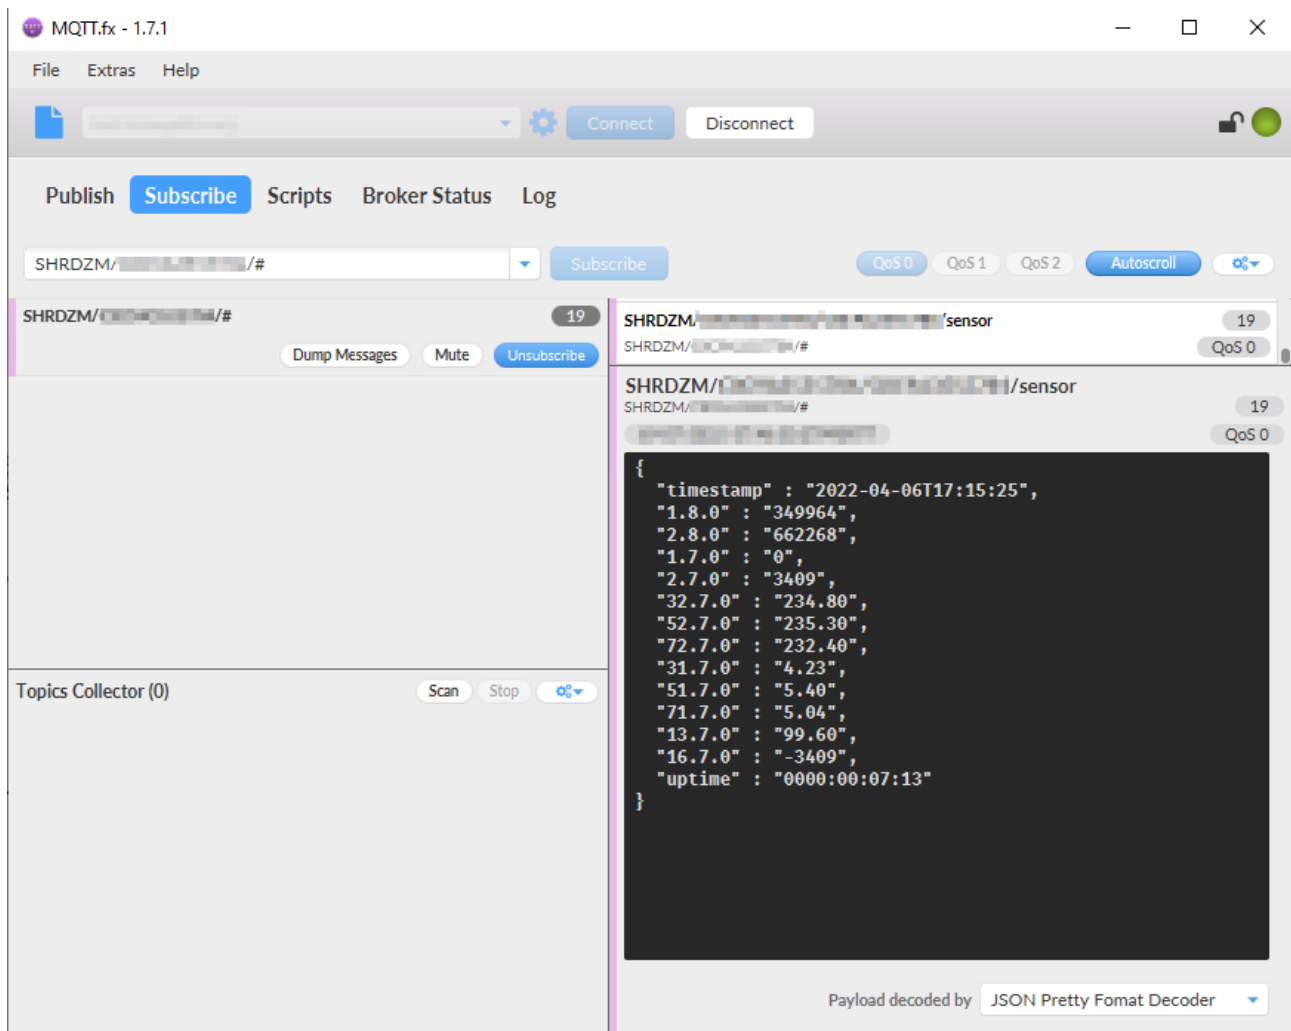 MQTT.fx - 1.7.1
File Extras Help
Connect Disconnect
Publish Subscribe Scripts Broker Status Log
SHRDZM/ /#
Subscribe
QoS 0 QoS 1 QoS 2 Autoscroll
SHRDZM/ /# 19
Dump Messages Mute Unsubscribe
SHRDZM/ /sensor 19
SHRDZM/ /# QoS 0
SHRDZM/ /sensor
SHRDZM/ /# 19
QoS 0
{
"timestamp" : "2022-04-06T17:15:25",
"1.8.0" : "349964",
"2.8.0" : "662268",
"1.7.0" : "0",
"2.7.0" : "3409",
"32.7.0" : "234.80",
"52.7.0" : "235.30",
"72.7.0" : "232.40",
"31.7.0" : "4.23",
"51.7.0" : "5.40",
"71.7.0" : "5.04",
"13.7.0" : "99.60",
"16.7.0" : "-3409",
"uptime" : "0000:00:07:13"
}
Topics Collector (0) Scan Stop
Payload decoded by JSON Pretty Fomat Decoder